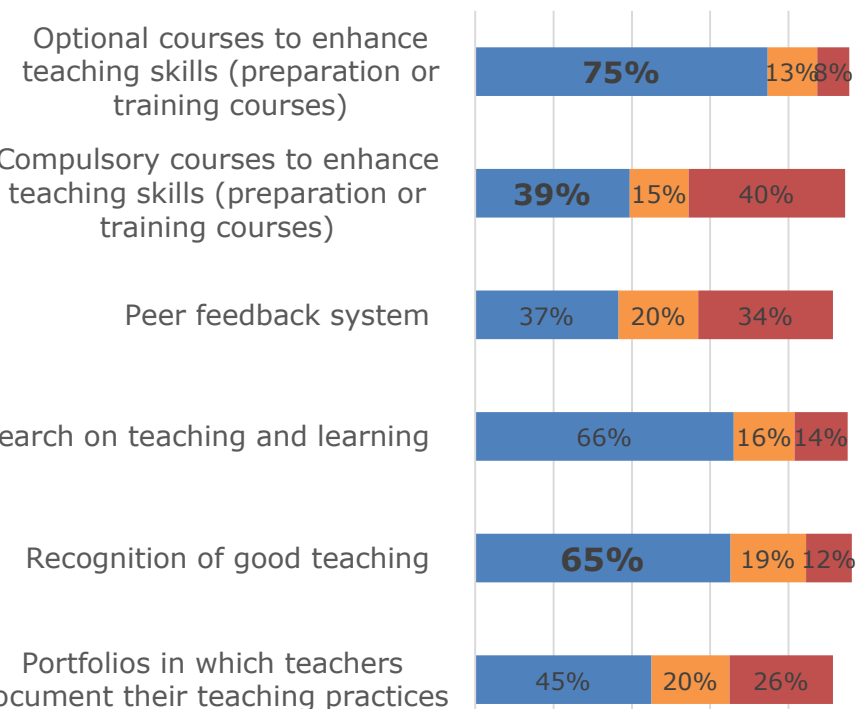 Optional courses to enhance
teaching skills (preparation or
training courses)
75% 13% 8%
Compulsory courses to enhance
teaching skills (preparation or
training courses)
39% 15% 40%
Peer feedback system
37% 20% 34%
earch on teaching and learning
66% 16% 14%
Recognition of good teaching
65% 19% 12%
Portfolios in which teachers
ocument their teaching practices
45% 20% 26%